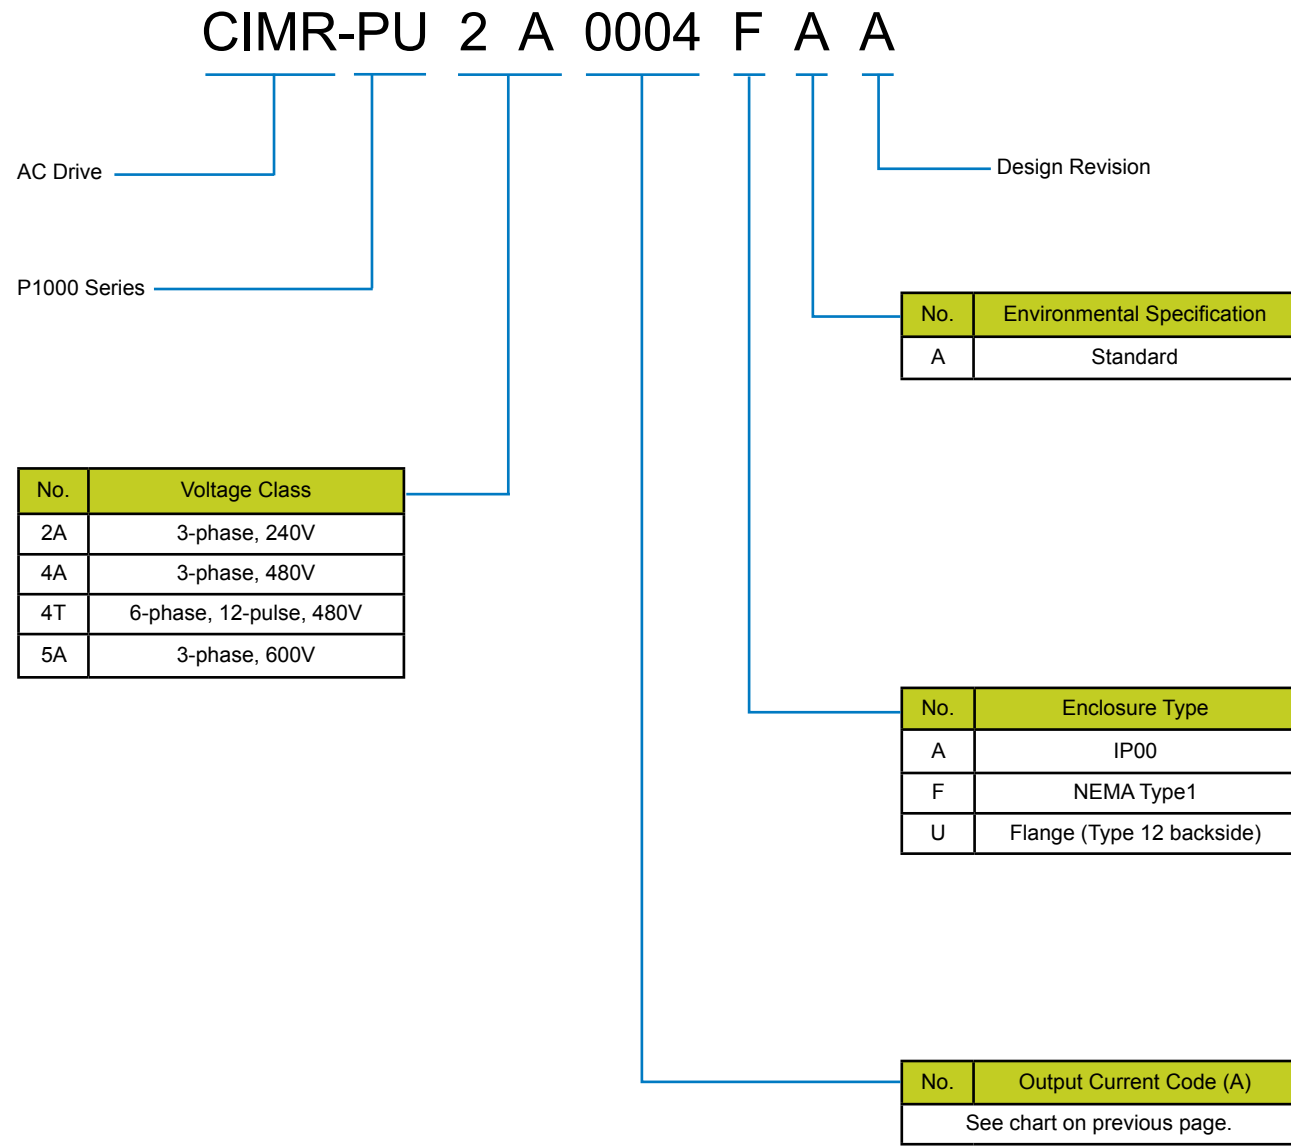 CIMR-PU 2 A 0004 F A A
AC Drive
Design Revision
P1000 Series
No. Environmental Specification
A Standard
No. Voltage Class
2A 3-phase, 240V
4A 3-phase, 480V
4T 6-phase, 12-pulse, 480V
5A 3-phase, 600V
No. Enclosure Type
A IP00
F NEMA Type1
U Flange (Type 12 backside)
No. Output Current Code (A)
See chart on previous page.